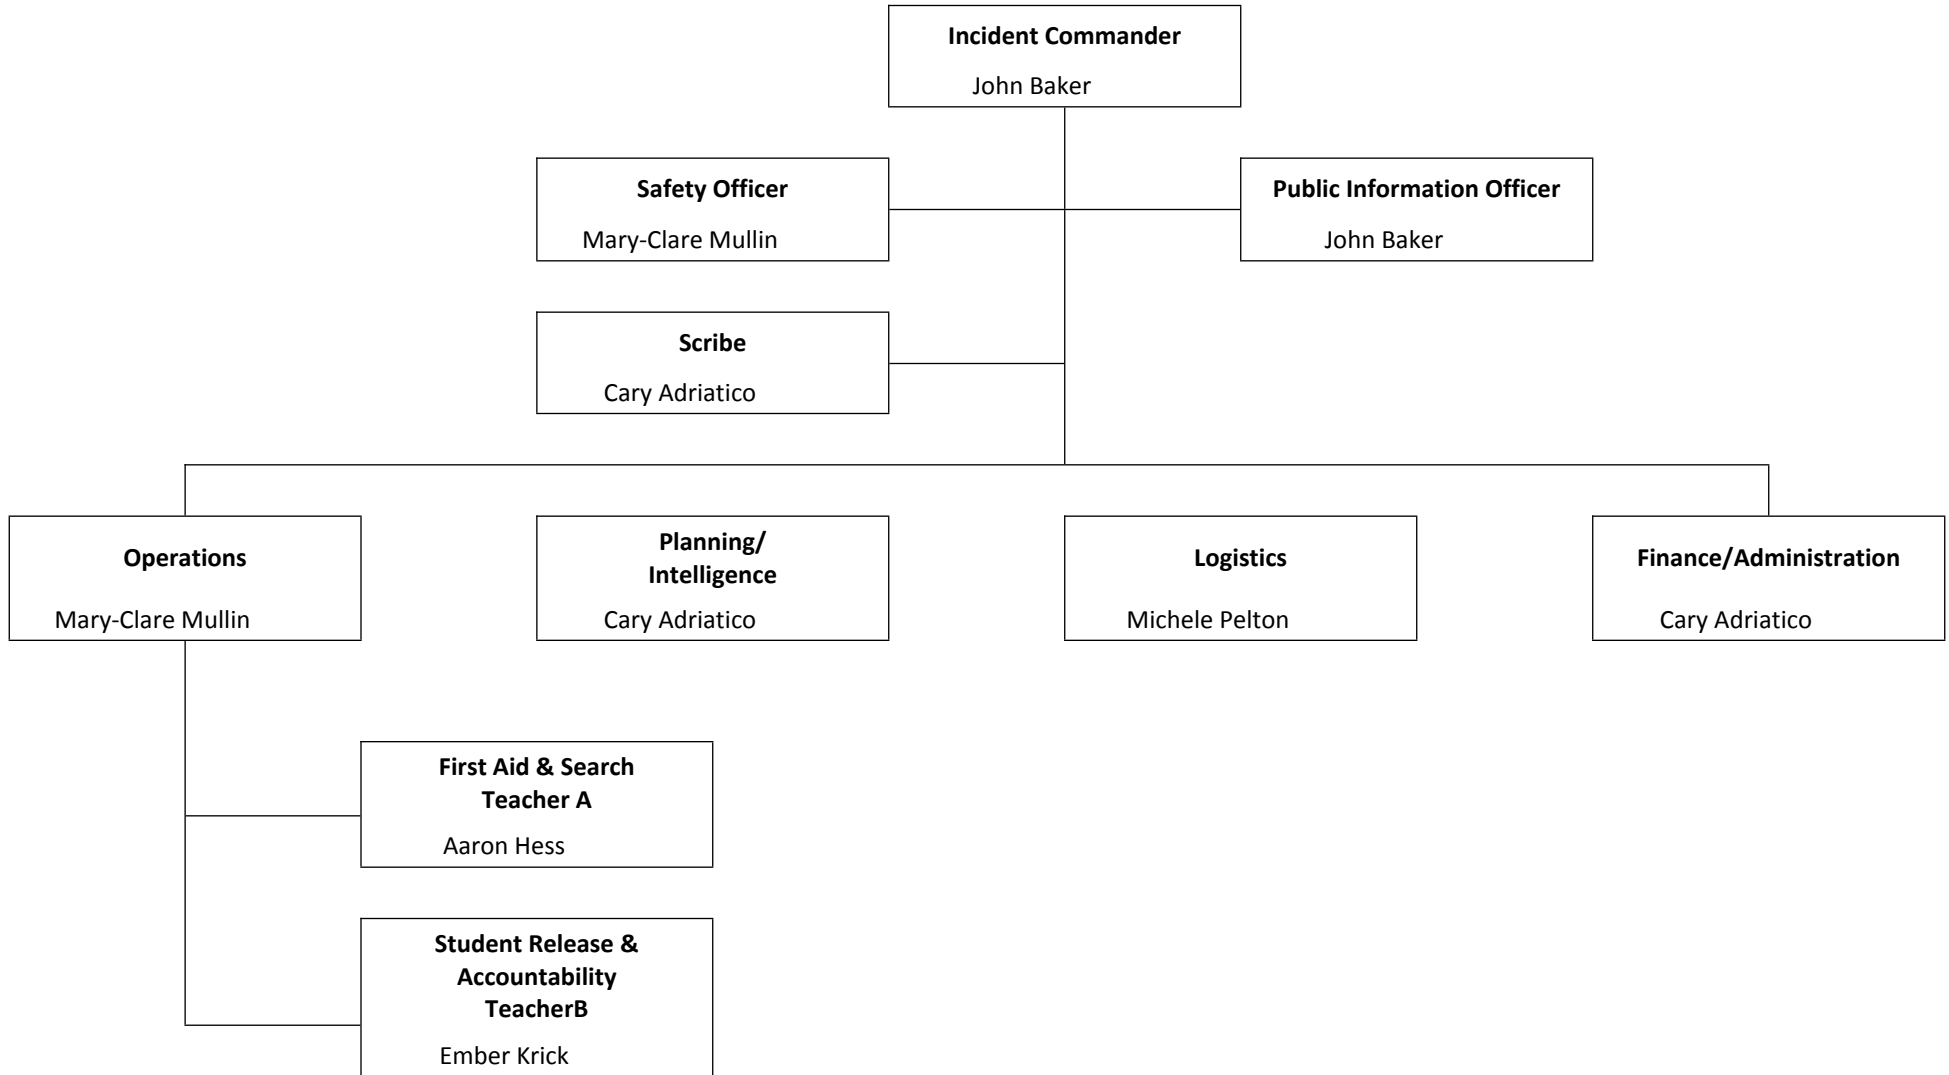 Incident Commander
John Baker
Safety Officer
Mary-Clare Mullin
Public Information Officer
John Baker
Scribe
Cary Adriatico
Operations
Mary-Clare Mullin
Planning/
Intelligence
Cary Adriatico
Logistics
Michele Pelton
Finance/Administration
Cary Adriatico
First Aid & Search
Teacher A
Aaron Hess
Student Release &
Accountability
TeacherB
Ember Krick